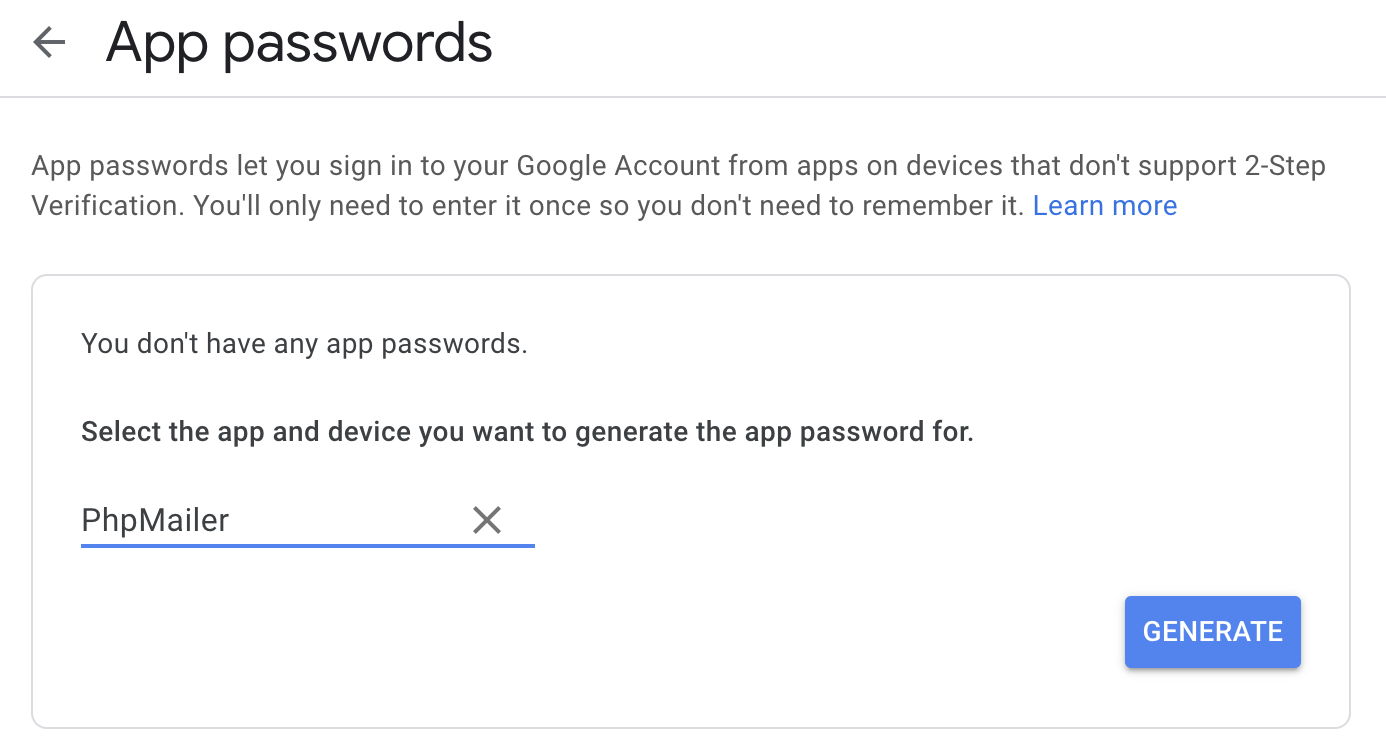 App passwords
App passwords let you sign in to your Google Account from apps on devices that don't support 2-Step
Verification. You'll only need to enter it once so you don't need to remember it. Learn more
You don't have any app passwords.
Select the app and device you want to generate the app password for.
PhpMailer
GENERATE